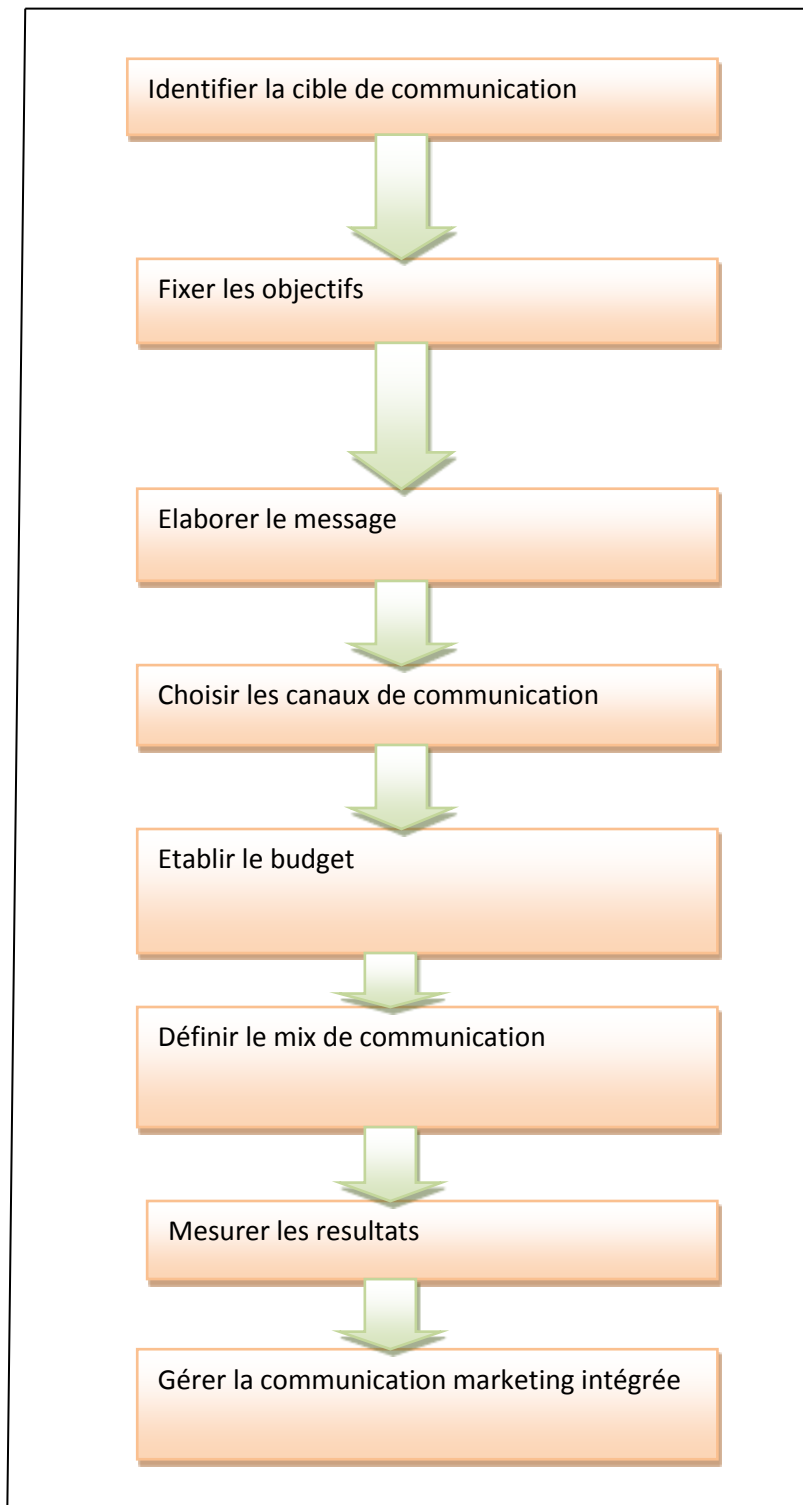 Identifier la cible de communication
Fixer les objectifs
Elaborer le message
Choisir les canaux de communication
Etablir le budget
Définir le mix de communication
Mesurer les resultats
Gérer la communication marketing intégrée